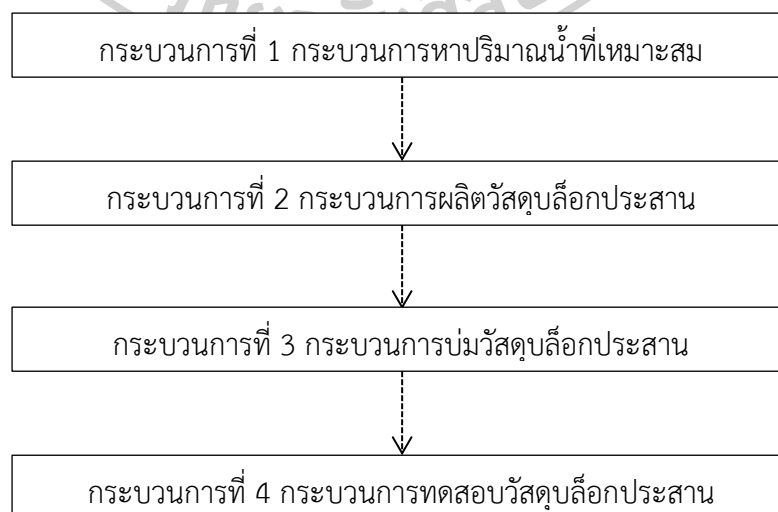 กระบวนการที่ 1 กระบวนการหาปริมาณน้ำที่เหมาะสม
กระบวนการที่ 2 กระบวนการผลิตวัสดุบล็อกประสาน
กระบวนการที่ 3 กระบวนการบ่มวัสดุบล็อกประสาน
กระบวนการที่ 4 กระบวนการทดสอบวัสดุบล็อกประสาน